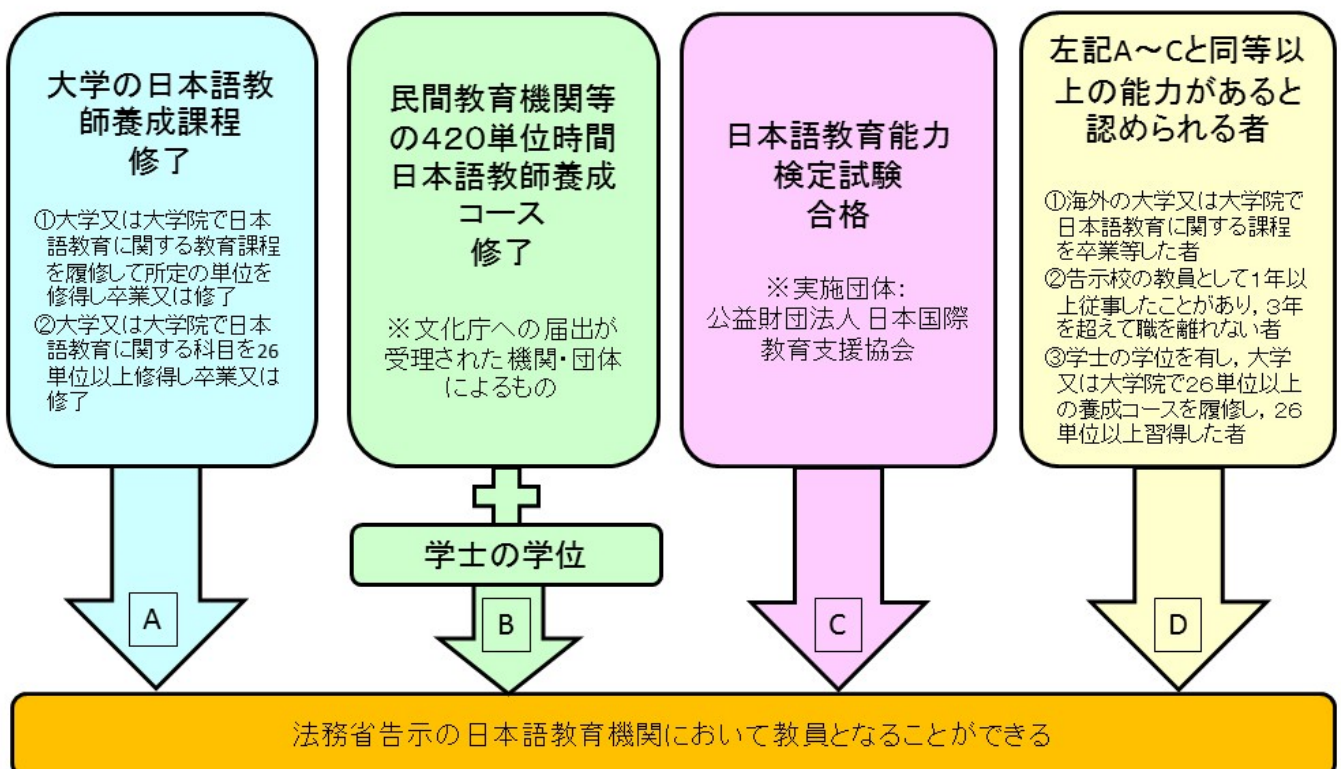 大学の日本語教
師養成課程
修了
①大学又は大学院で日本
語教育に関する教育課程
を履修して所定の単位を
修得し卒業又は修了
②大学又は大学院で日本
語教育に関する科目を26
単位以上修得し卒業又は
修了
A
民間教育機関等
の420単位時間
日本語教師養成
コース
修了
※文化庁への届出が
受理された機関・団体
によるもの
学士の学位
B
日本語教育能力
検定試験
合格
※実施団体:
公益財団法人 日本国際
教育支援協会
C
左記A～Cと同等以
上の能力があると
認められる者
①海外の大学又は大学院で
日本語教育に関する課程
を卒業等した者
②告示校の教員として1年以
上従事したことがあり，3年
を超えて職を離れない者
③学士の学位を有し，大学
又は大学院で26単位以上
の養成コースを履修し，26
単位以上習得した者
D
法務省告示の日本語教育機関において教員となることができる